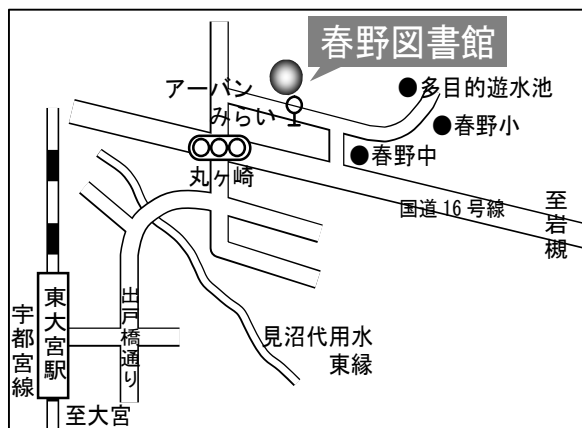 春野図書館
アーバン
みらい
多目的遊水池
春野小
春野中
丸ヶ崎
国道16号線
至岩槻
出戸橋通り
見沼代用水
東縁
東大宮駅
宇都宮線
至大宮